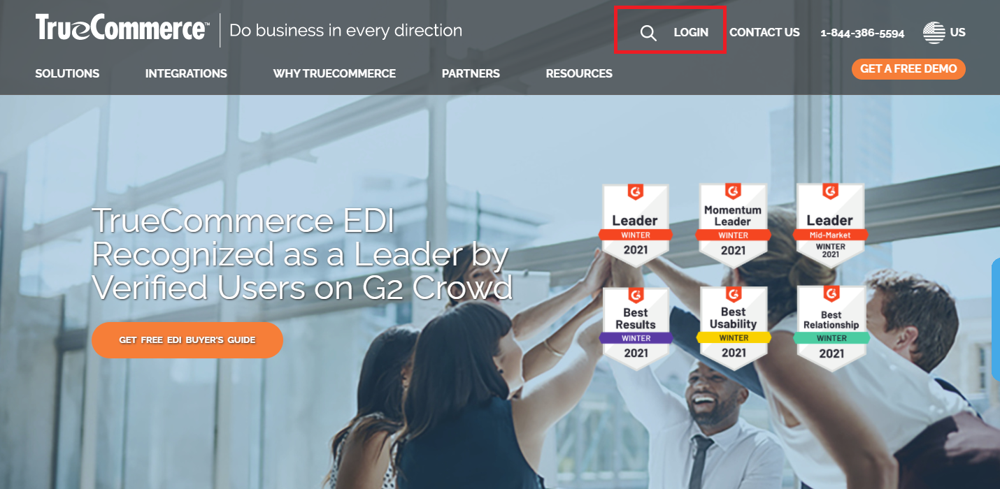 TrueCommerce™ Do business in every direction
LOGIN CONTACT US 1-844-386-5594 US
SOLUTIONS INTEGRATIONS WHY TRUECOMMERCE PARTNERS RESOURCES
GET A FREE DEMO
TrueCommerce EDI
Recognized as a Leader by
Verified Users on G2 Crowd
GET FREE EDI BUYER'S GUIDE
Leader
WINTER
2021
Momentum
Leader
WINTER
2021
Leader
Mid-Market
WINTER
2021
Best
Results
WINTER
2021
Best
Usability
WINTER
2021
Best
Relationship
WINTER
2021